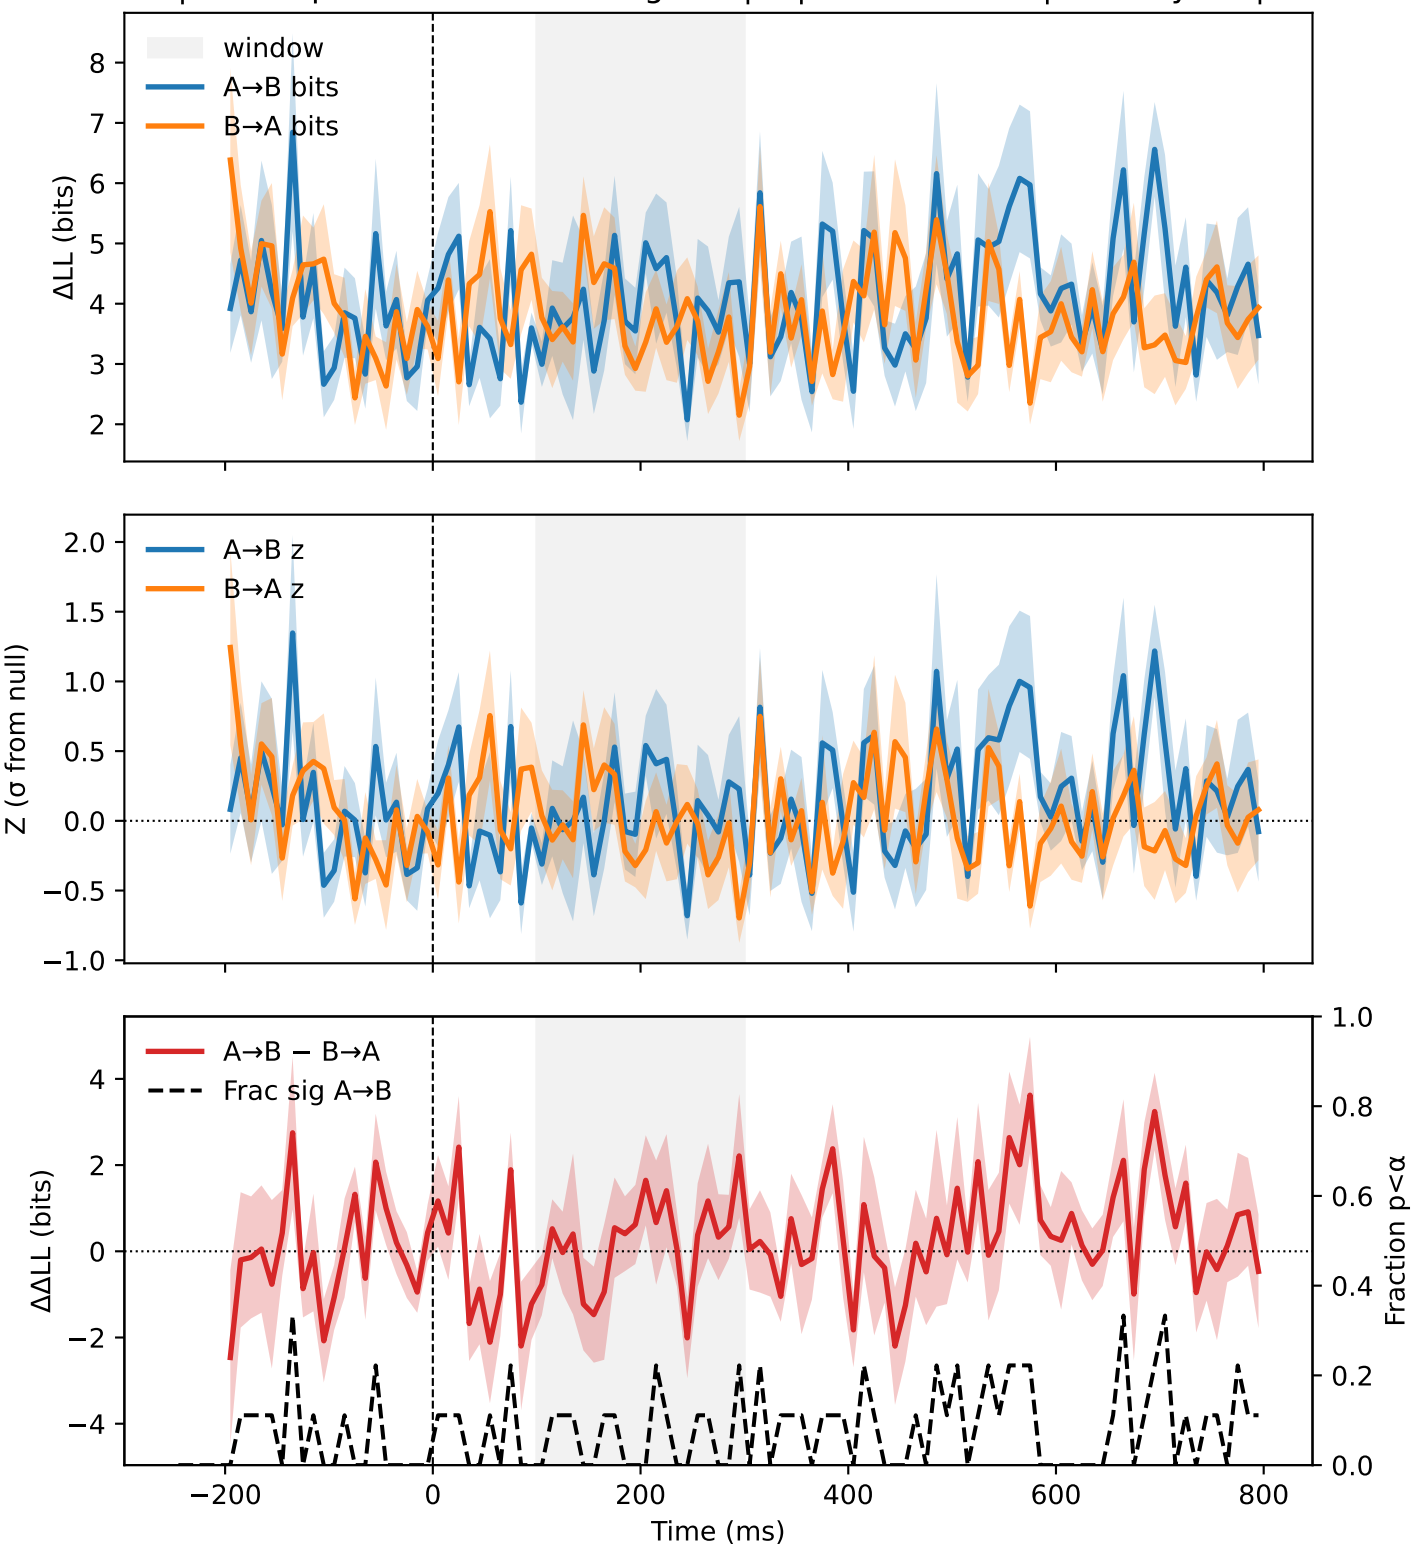 8
7
6
5
4
3
2
ΔLL (bits)
window
A→B bits
B→A bits
2.0
1.5
1.0
0.5
0.0
−0.5
−1.0
Z (σ from null)
A→B z
B→A z
4
2
0
−2
−4
ΔΔLL (bits)
A→B − B→A
Frac sig A→B
1.0
0.8
0.6
0.4
0.2
0.0
Fraction p<α
−200
0
200
400
600
800
Time (ms)